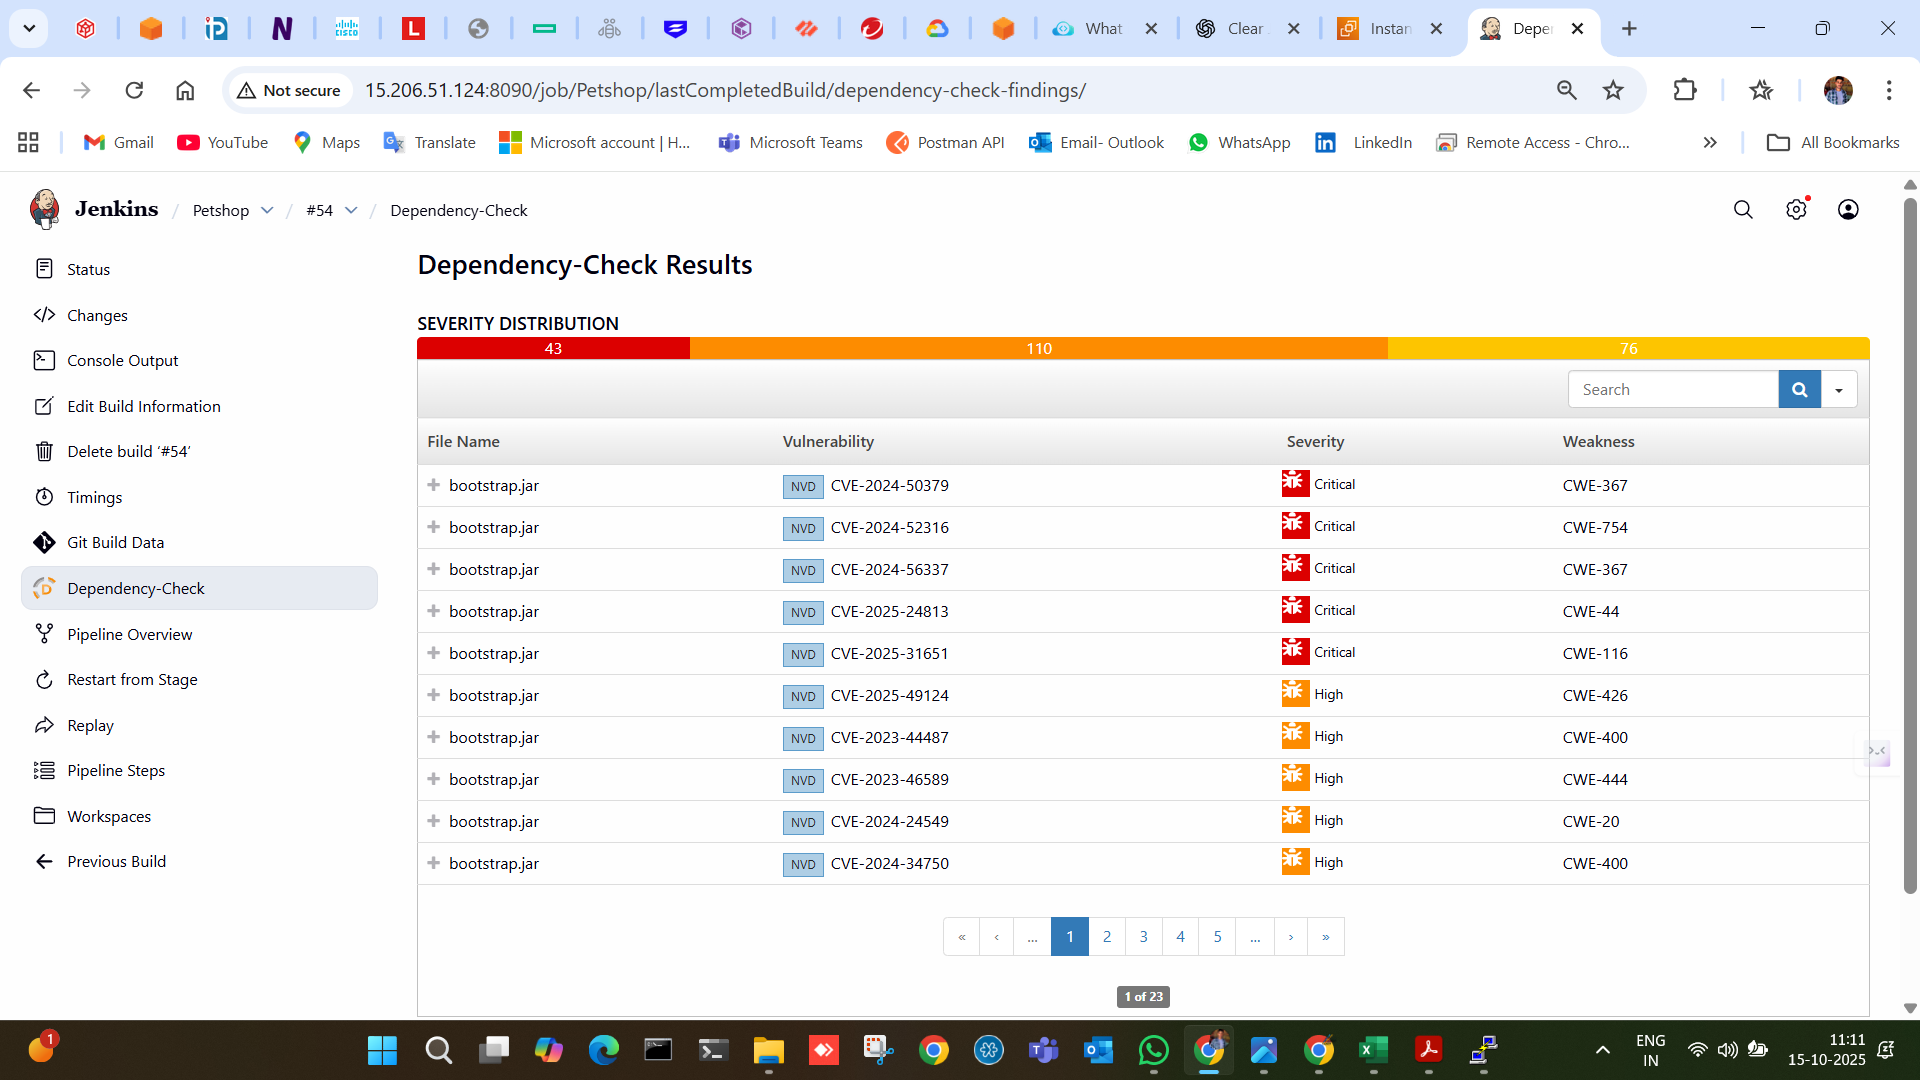 What
Clear
Instan
Depe
Not secure
15.206.51.124:8090/job/Petshop/lastCompletedBuild/dependency-check-findings/
Gmail
YouTube
Maps
Translate
Microsoft account | H...
Microsoft Teams
Postman API
Email- Outlook
WhatsApp
LinkedIn
Remote Access - Chro...
All Bookmarks
Jenkins / Petshop / #54 / Dependency-Check
Status
Changes
Console Output
Edit Build Information
Delete build ‘#54’
Timings
Git Build Data
Dependency-Check
Pipeline Overview
Restart from Stage
Replay
Pipeline Steps
Workspaces
Previous Build
Dependency-Check Results
SEVERITY DISTRIBUTION
43 110 76
Search
File Name Vulnerability Severity Weakness
bootstrap.jar NVD CVE-2024-50379 Critical CWE-367
bootstrap.jar NVD CVE-2024-52316 Critical CWE-754
bootstrap.jar NVD CVE-2024-56337 Critical CWE-367
bootstrap.jar NVD CVE-2025-24813 Critical CWE-44
bootstrap.jar NVD CVE-2025-31651 Critical CWE-116
bootstrap.jar NVD CVE-2025-49124 High CWE-426
bootstrap.jar NVD CVE-2023-44487 High CWE-400
bootstrap.jar NVD CVE-2023-46589 High CWE-444
bootstrap.jar NVD CVE-2024-24549 High CWE-20
bootstrap.jar NVD CVE-2024-34750 High CWE-400
« ‹ ... 1 2 3 4 5 ... › »
1 of 23
1
ENG
IN
11:11
15-10-2025